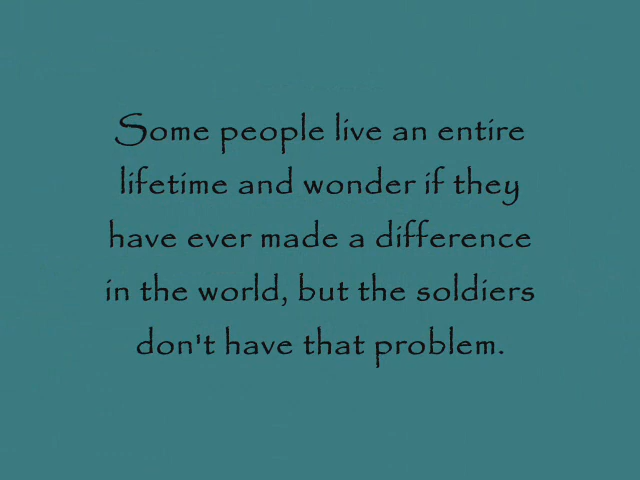 Some people live an entire
lifetime and wonder if they
have ever made a difference
in the world, but the soldiers
don't have that problem.